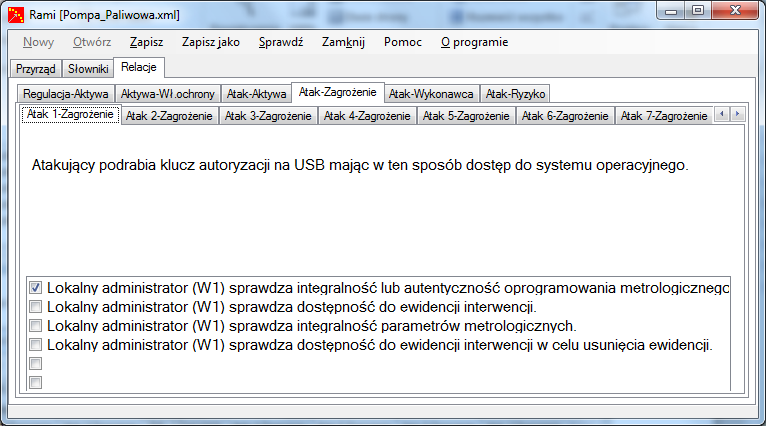 Rami [Pompa_Paliwowa.xml]
Nowy Otwórz Zapisz Zapisz jako Sprawdź Zamknij Pomoc O programie
Przyrząd Słowniki Relacje
Regulacja-Aktywa Aktywa-Wł.ochrony Atak-Aktywa Atak-Zagrożenie Atak-Wykonawca Atak-Ryzyko
Atak 1-Zagrożenie Atak 2-Zagrożenie Atak 3-Zagrożenie Atak 4-Zagrożenie Atak 5-Zagrożenie Atak 6-Zagrożenie Atak 7-Zagrożenie
Atakujący podrabia klucz autoryzacji na USB mając w ten sposób dostęp do systemu operacyjnego.
Lokalny administrator (W1) sprawdza integralność lub autentyczność oprogramowania metrologicznego
Lokalny administrator (W1) sprawdza dostępność do ewidencji interwencji.
Lokalny administrator (W1) sprawdza integralność parametrów metrologicznych.
Lokalny administrator (W1) sprawdza dostępność do ewidencji interwencji w celu usunięcia ewidencji.